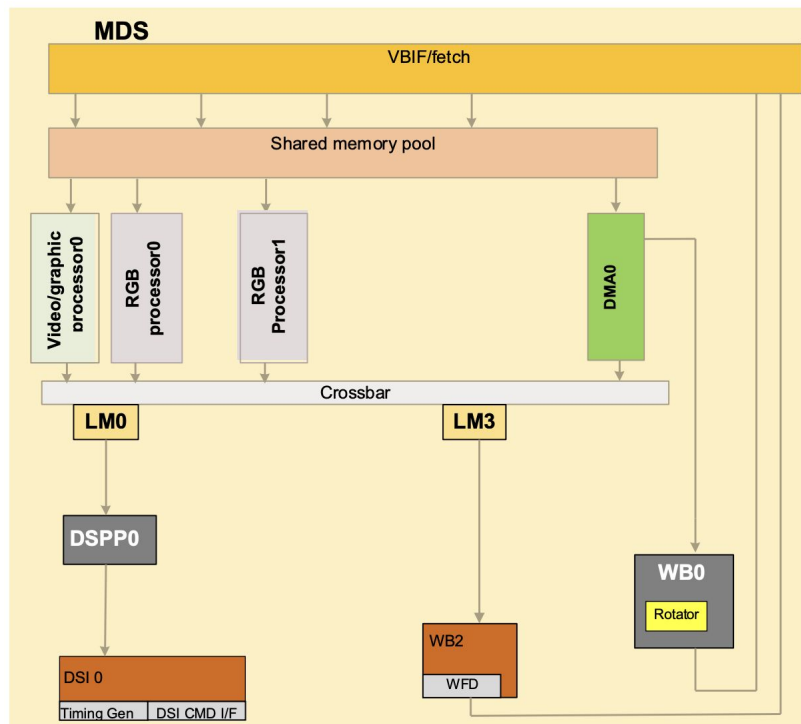 MDS
VBIF/fetch
Shared memory pool
Video/graphic
processor0
RGB
processor0
RGB
Processor1
DMA0
Crossbar
LM0
LM3
DSPP0
WB0
Rotator
WB2
WFD
DSI 0
Timing Gen
DSI CMD I/F